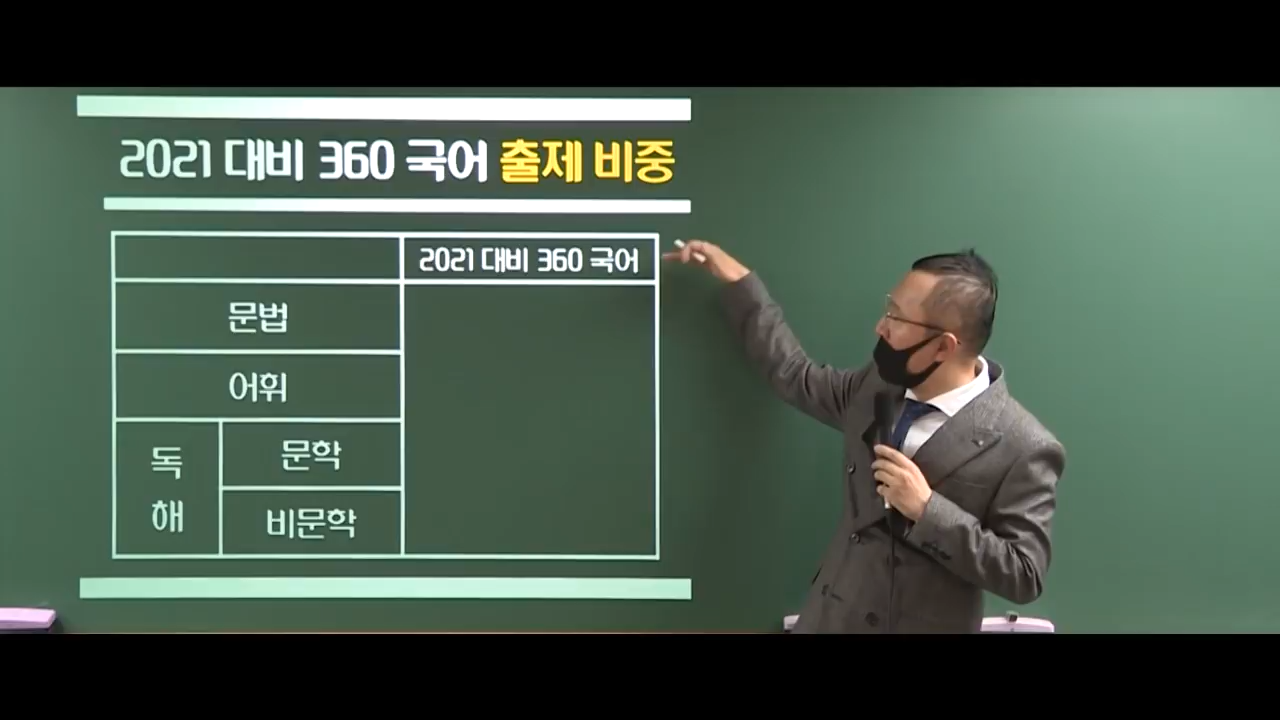 2021 대비 360 국어 출제 비중
2021 대비 360 국어
문법
어휘
독해
문학
비문학